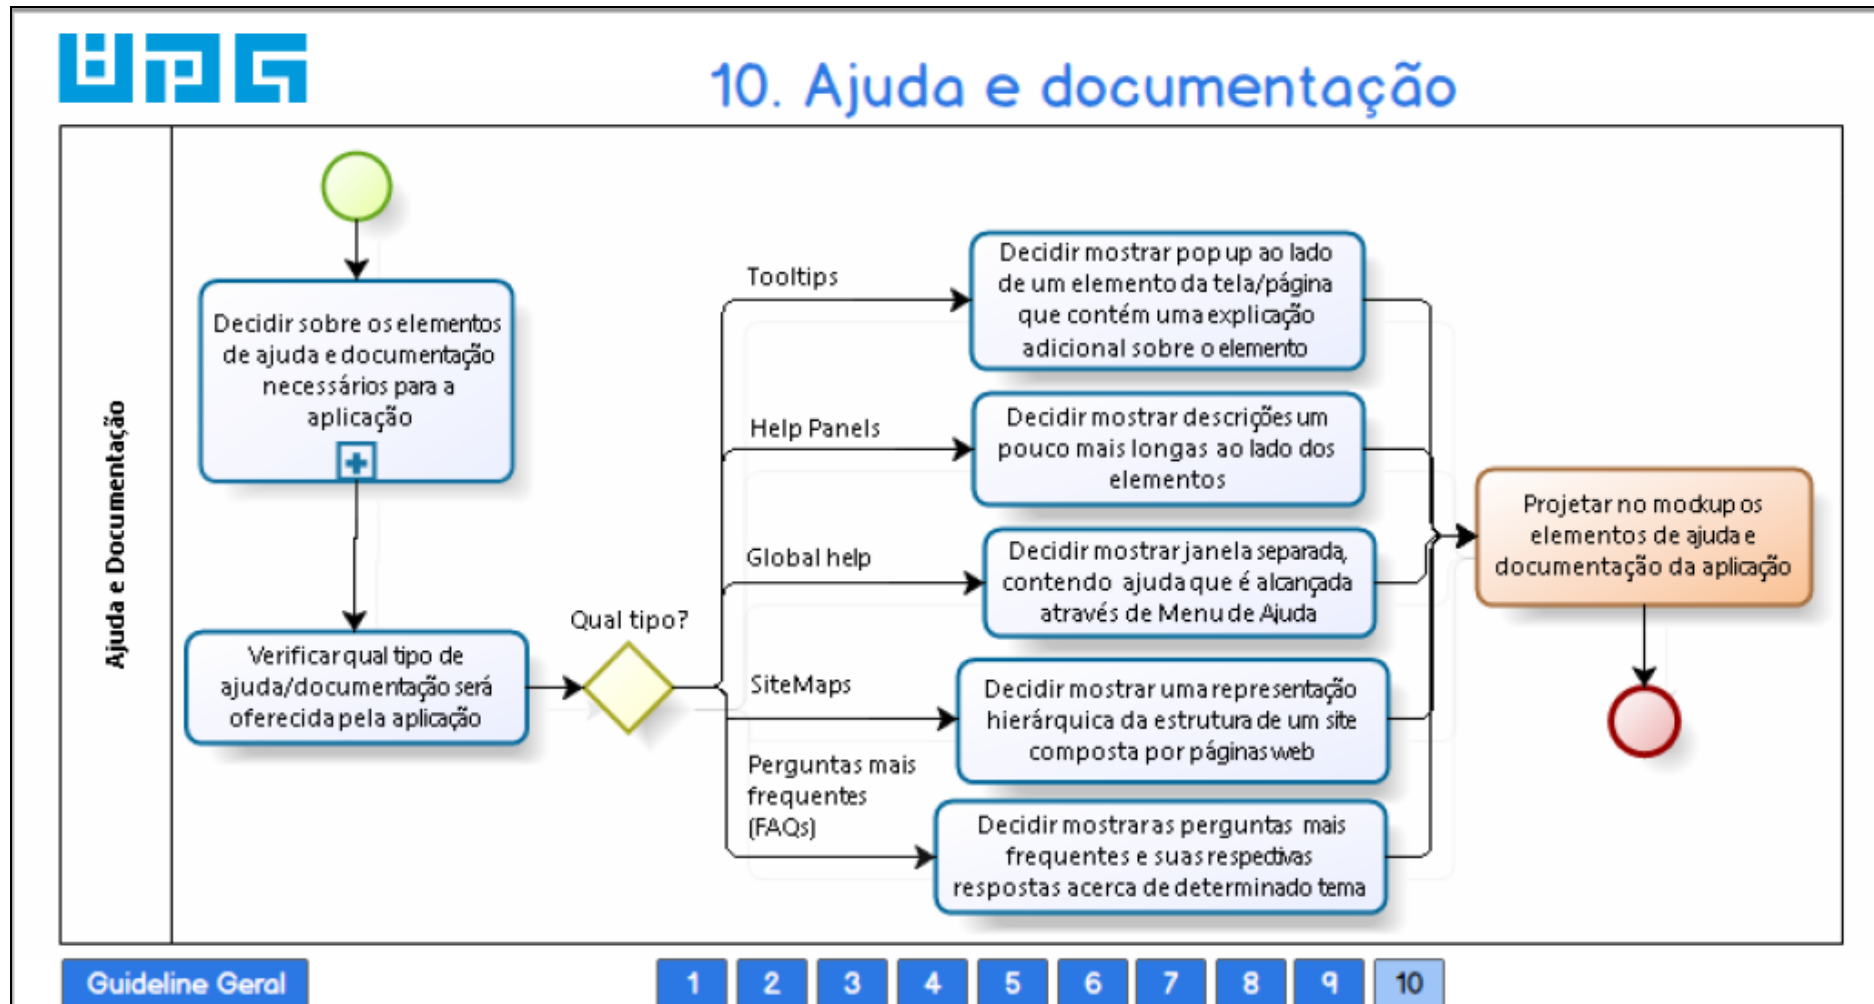 UPG
10. Ajuda e documentação
Ajuda e Documentação
Decidir sobre os elementos
de ajuda e documentação
necessários para a
aplicação
Verificar qual tipo de
ajuda/documentação será
oferecida pela aplicação
Qual tipo?
Tooltips
Decidir mostrar pop up ao lado
de um elemento da tela/página
que contém uma explicação
adicional sobre o elemento
Help Panels
Decidir mostrar descrições um
pouco mais longas ao lado dos
elementos
Global help
Decidir mostrar janela separada,
contendo ajuda que é alcançada
através de Menu de Ajuda
SiteMaps
Decidir mostrar uma representação
hierárquica da estrutura de um site
composta por páginas web
Perguntas mais
frequentes
(FAQs)
Decidir mostrar as perguntas mais
frequentes e suas respectivas
respostas acerca de determinado tema
Projetar no mockup os
elementos de ajuda e
documentação da aplicação
Guideline Geral
1 2 3 4 5 6 7 8 9 10